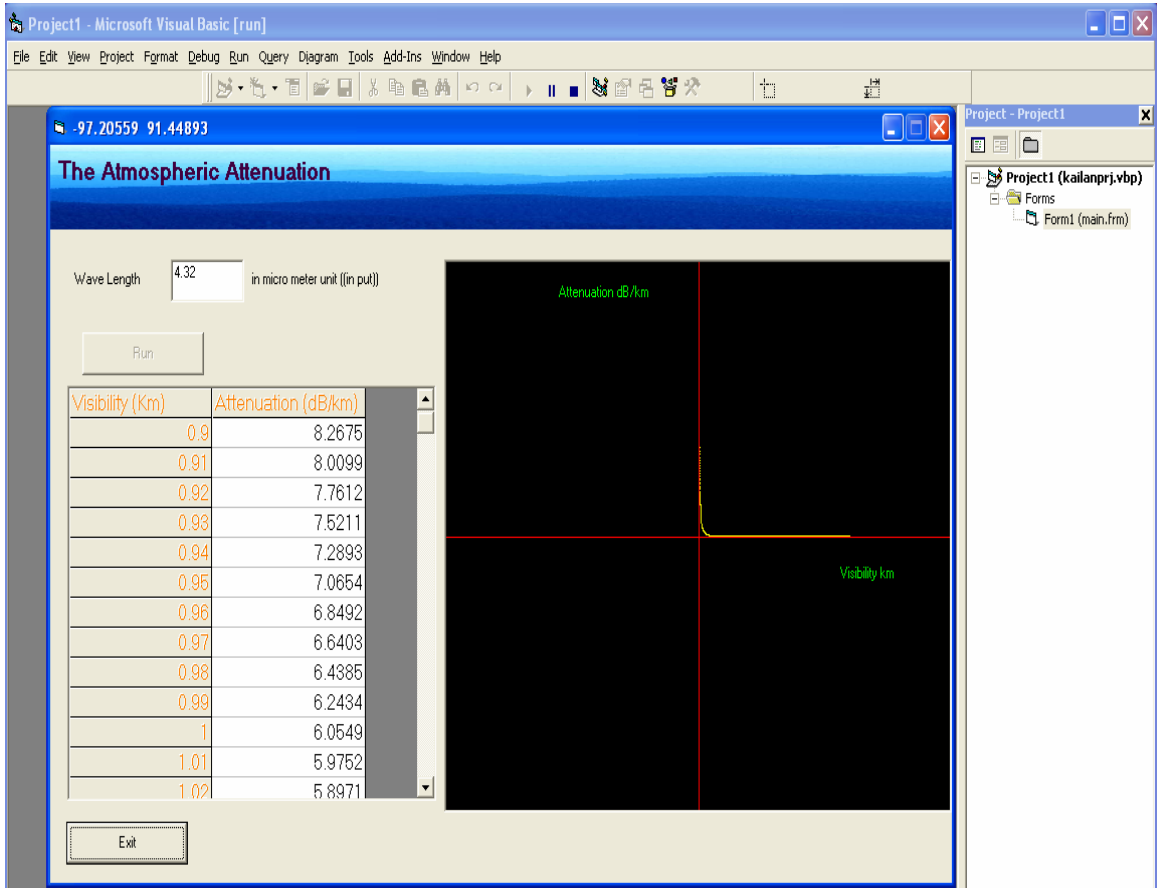 Project1 - Microsoft Visual Basic [run]
File Edit View Project Format Debug Run Query Diagram Tools Add-Ins Window Help
-97.20559 91.44893
The Atmospheric Attenuation
Wave Length 4.32 in micro meter unit ((in put))
Run
Visibility (Km) Attenuation (dB/km)
0.9 8.2675
0.91 8.0099
0.92 7.7612
0.93 7.5211
0.94 7.2893
0.95 7.0654
0.96 6.8492
0.97 6.6403
0.98 6.4385
0.99 6.2434
1 6.0549
1.01 5.9752
1.02 5.8971
Exit
Attenuation dB/km
Visibility km
Project - Project1
Project1 (kailanprj.vbp)
Forms
Form1 (main.frm)